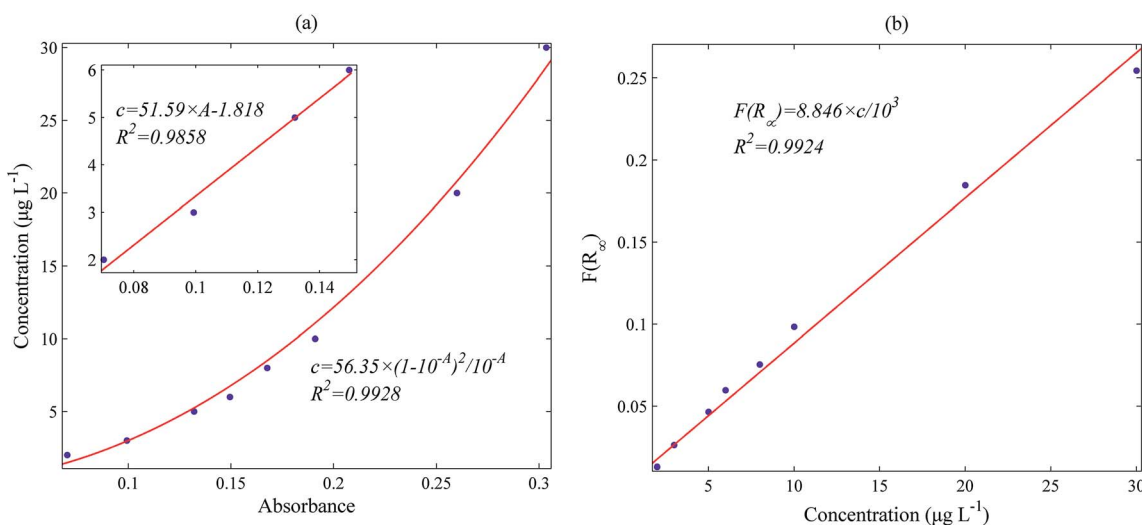 (a)
30
25
20
15
10
5
Concentration (μg L⁻¹)
0.1
0.15
0.2
0.25
0.3
Absorbance
6
5
4
3
2
0.08
0.1
0.12
0.14
c=51.59×A-1.818
R²=0.9858
c=56.35×(1-10⁻ᴬ)²/10⁻ᴬ
R²=0.9928
(b)
0.25
0.2
0.15
0.1
0.05
F(R∞)
5
10
15
20
25
30
Concentration (μg L⁻¹)
F(R∞)=8.846×c/10³
R²=0.9924